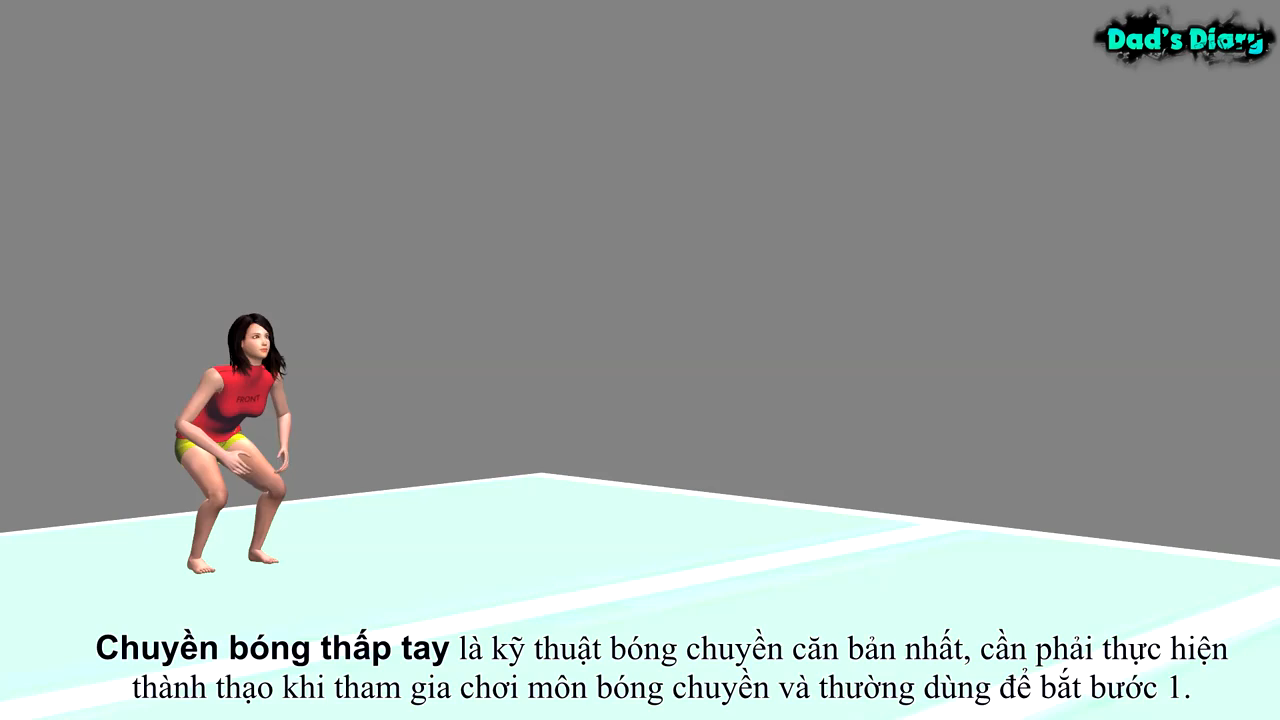 Dad's Diary
FRONT
Chuyền bóng thấp tay là kỹ thuật bóng chuyền căn bản nhất, cần phải thực hiện
thành thạo khi tham gia chơi môn bóng chuyền và thường dùng để bắt bước 1.